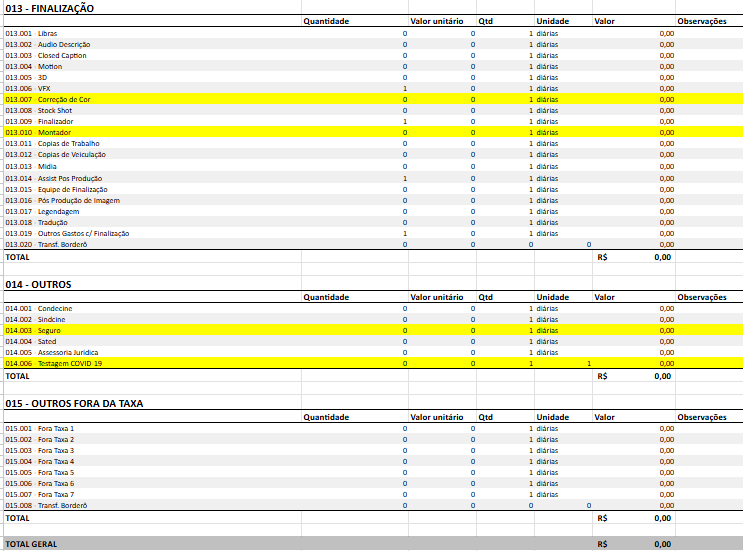 013 - FINALIZAÇÃO
Quantidade Valor unitário Qtd Unidade Valor Observações
013.001 - Libras 0 0 1 diárias 0,00
013.002 - Audio Descrição 0 0 1 diárias 0,00
013.003 - Closed Caption 0 0 1 diárias 0,00
013.004 - Motion 0 0 1 diárias 0,00
013.005 - 3D 0 0 1 diárias 0,00
013.006 - VFX 1 0 1 diárias 0,00
013.007 - Correção de Cor 0 0 1 diárias 0,00
013.008 - Stock Shot 0 0 1 diárias 0,00
013.009 - Finalizador 1 0 1 diárias 0,00
013.010 - Montador 0 0 1 diárias 0,00
013.011 - Copias de Trabalho 0 0 1 diárias 0,00
013.012 - Copias de Veiculação 0 0 1 diárias 0,00
013.013 - Midia 0 0 1 diárias 0,00
013.014 - Assist Pos Produção 1 0 1 diárias 0,00
013.015 - Equipe de Finalização 0 0 1 diárias 0,00
013.016 - Pós Produção de Imagem 0 0 1 diárias 0,00
013.017 - Legendagem 0 0 1 diárias 0,00
013.018 - Tradução 0 0 1 diárias 0,00
013.019 - Outros Gastos c/ Finalização 1 0 1 diárias 0,00
013.020 - Transf. Borderô 0 0 0 0 0,00
TOTAL R$ 0,00
014 - OUTROS
Quantidade Valor unitário Qtd Unidade Valor Observações
014.001 - Condecine 0 0 1 diárias 0,00
014.002 - Sindcine 0 0 1 diárias 0,00
014.003 - Seguro 0 0 1 diárias 0,00
014.004 - Sated 0 0 1 diárias 0,00
014.005 - Assessoria Jurídica 0 0 1 diárias 0,00
014.006 - Testagem COVID-19 0 0 1 1 0,00
TOTAL R$ 0,00
015 - OUTROS FORA DA TAXA
Quantidade Valor unitário Qtd Unidade Valor Observações
015.001 - Fora Taxa 1 0 0 1 diárias 0,00
015.002 - Fora Taxa 2 0 0 1 diárias 0,00
015.003 - Fora Taxa 3 0 0 1 diárias 0,00
015.004 - Fora Taxa 4 0 0 1 diárias 0,00
015.005 - Fora Taxa 5 0 0 1 diárias 0,00
015.006 - Fora Taxa 6 0 0 1 diárias 0,00
015.007 - Fora Taxa 7 0 0 1 diárias 0,00
015.008 - Transf. Borderô 0 0 0 0 0,00
TOTAL R$ 0,00
TOTAL GERAL R$ 0,00